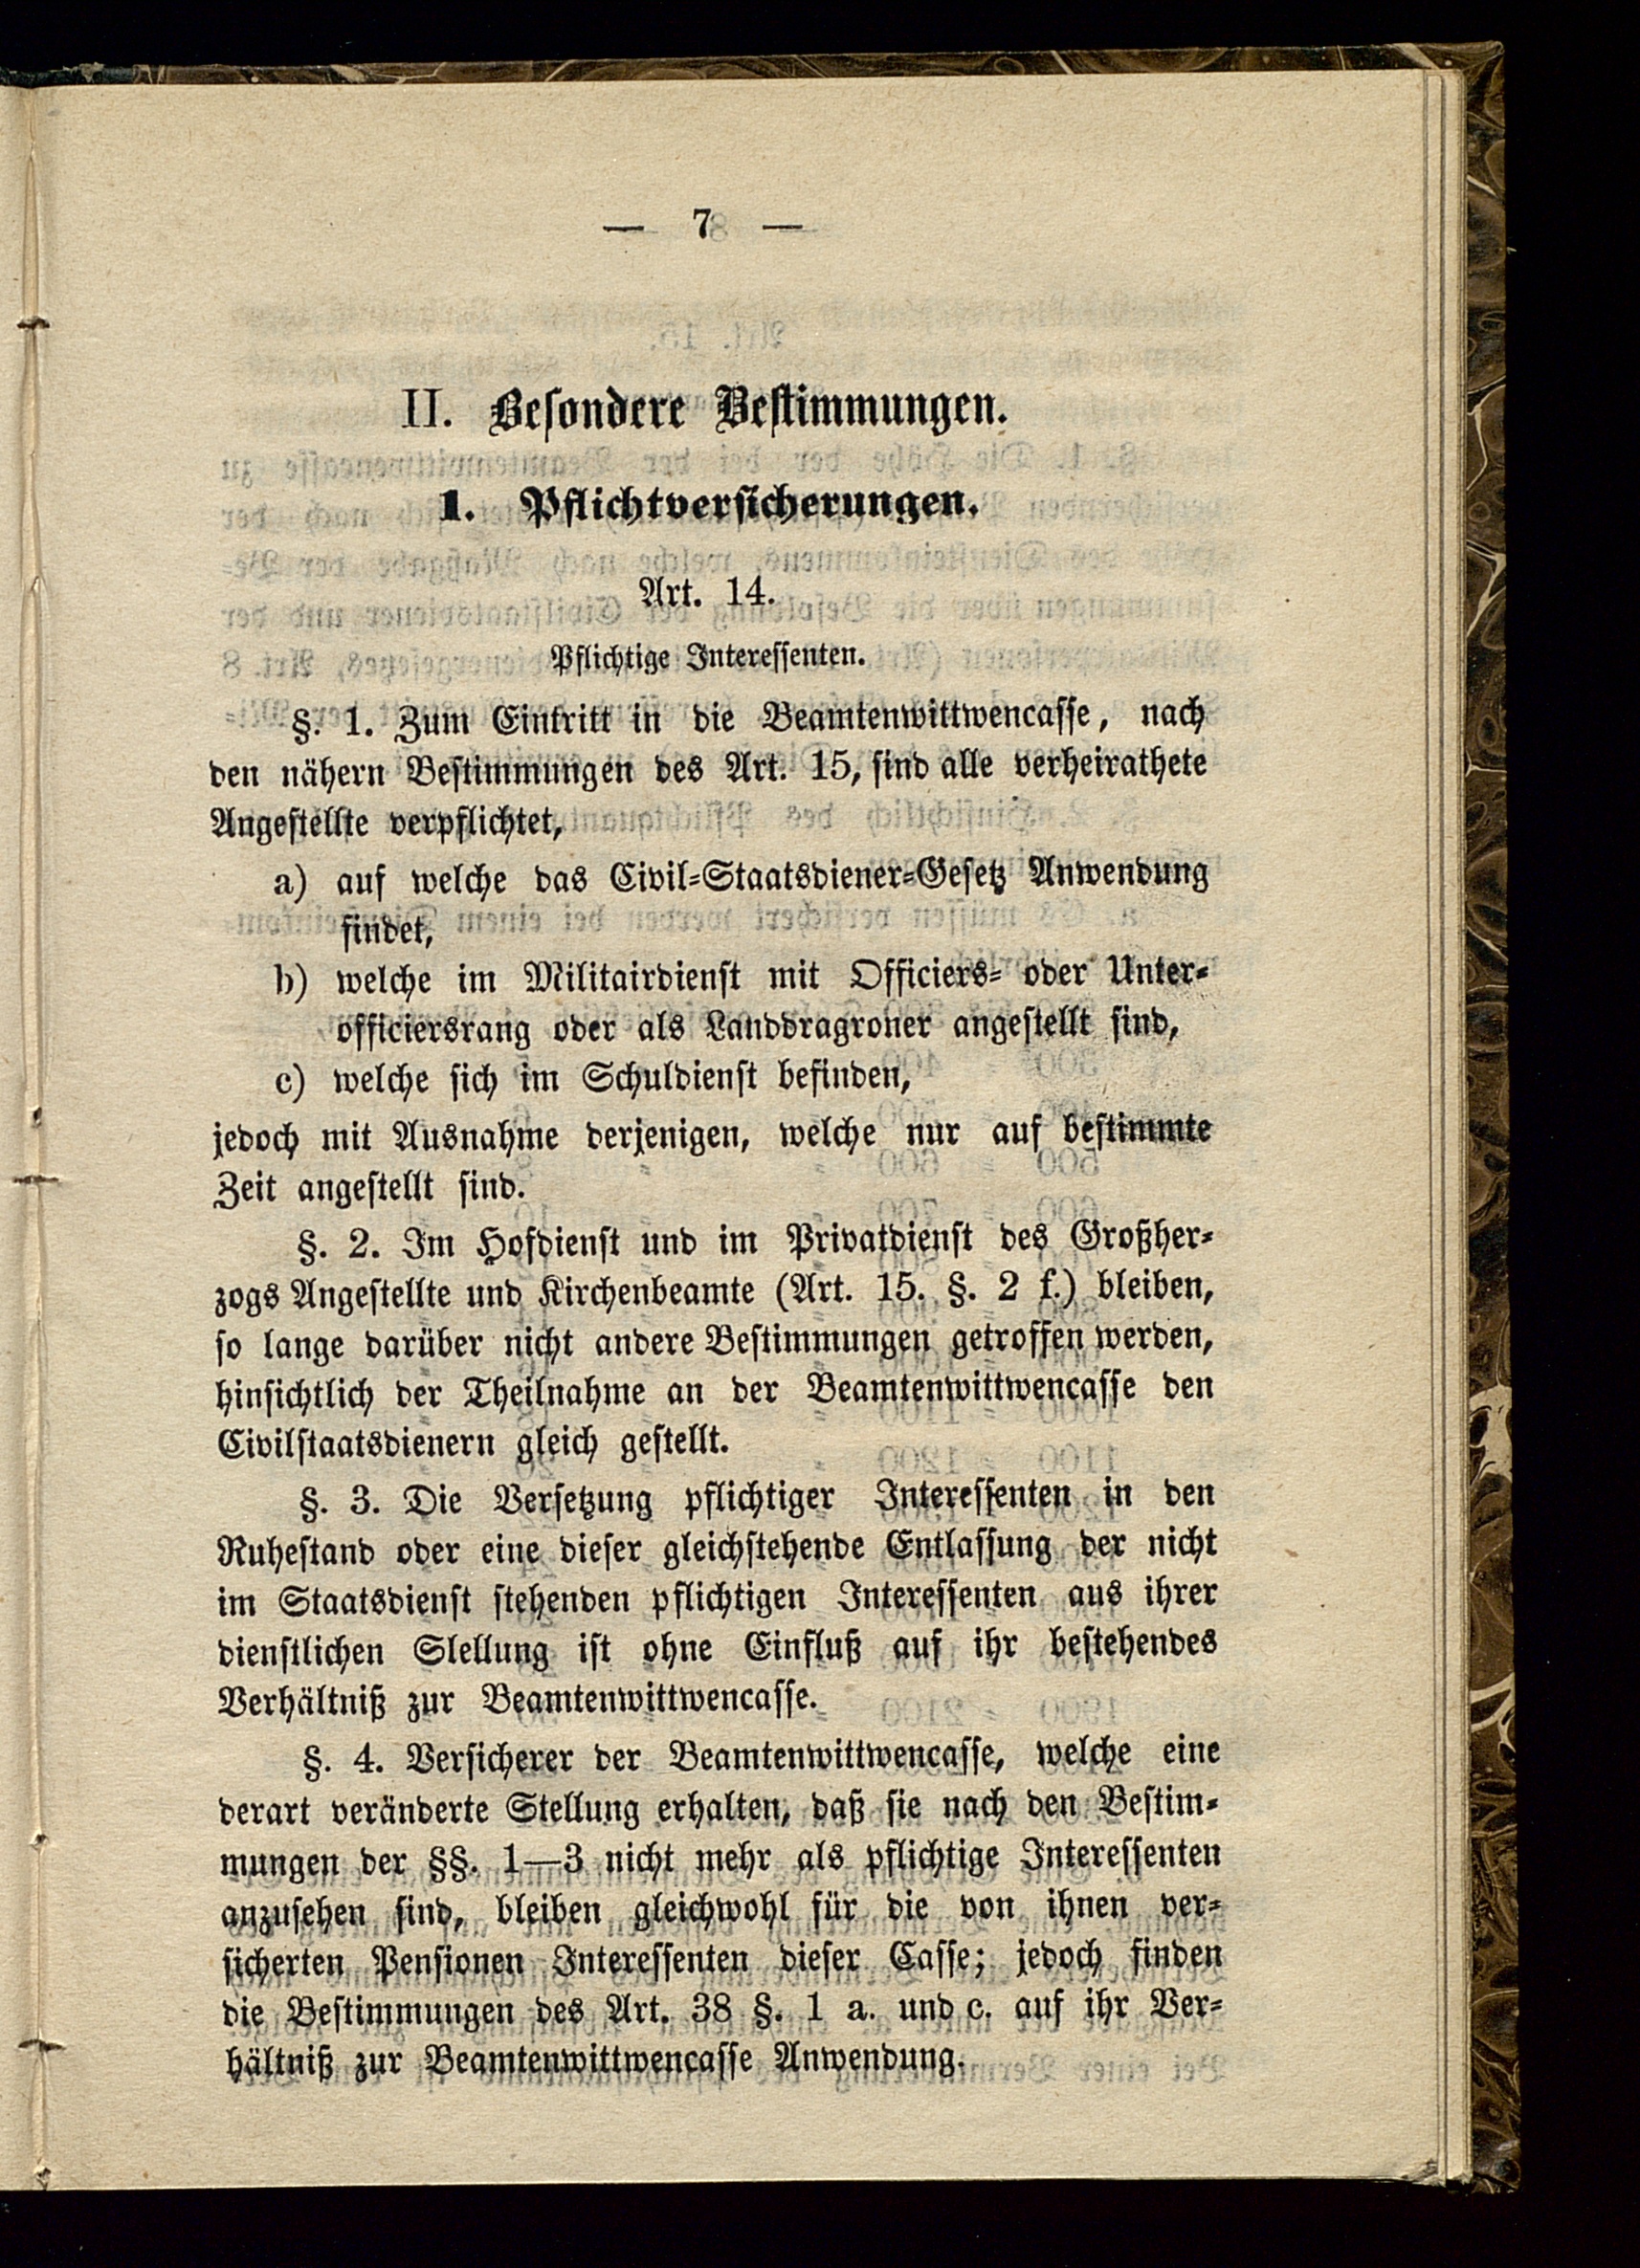 — 7 —
II. Besondere Bestimmungen.
1. Pflichtversicherungen.
Art. 14.
Pflichtige Interessenten.
§. 1. Zum Eintritt in die Beamtenwittwencasse, nach
den nähern Bestimmungen des Art. 15, sind alle verheirathete
Angestellte verpflichtet,
a) auf welche das Civil-Staatsdiener-Gesetz Anwendung
findet,
b) welche im Militairdienst mit Officiers- oder Unter-
officiersrang oder als Landdragroner angestellt sind,
c) welche sich im Schuldienst befinden,
jedoch mit Ausnahme derjenigen, welche nur auf bestimmte
Zeit angestellt sind.
§. 2. Im Hofdienst und im Privatdienst des Großher-
zogs Angestellte und Kirchenbeamte (Art. 15. §. 2 f.) bleiben,
so lange darüber nicht andere Bestimmungen getroffen werden,
hinsichtlich der Theilnahme an der Beamtenwittwencasse den
Civilstaatsdienern gleich gestellt.
§. 3. Die Versetzung pflichtiger Interessenten in den
Ruhestand oder eine dieser gleichstehende Entlassung der nicht
im Staatsdienst stehenden pflichtigen Interessenten aus ihrer
dienstlichen Slellung ist ohne Einfluß auf ihr bestehendes
Verhältniß zur Beamtenwittwencasse.
§. 4. Versicherer der Beamtenwittwencasse, welche eine
derart veränderte Stellung erhalten, daß sie nach den Bestim-
mungen der §§. 1—3 nicht mehr als pflichtige Interessenten
anzusehen sind, bleiben gleichwohl für die von ihnen ver-
sicherten Pensionen Interessenten dieser Casse; jedoch finden
die Bestimmungen des Art. 38 §. 1 a. und c. auf ihr Ver-
hältniß zur Beamtenwittwencasse Anwendung.